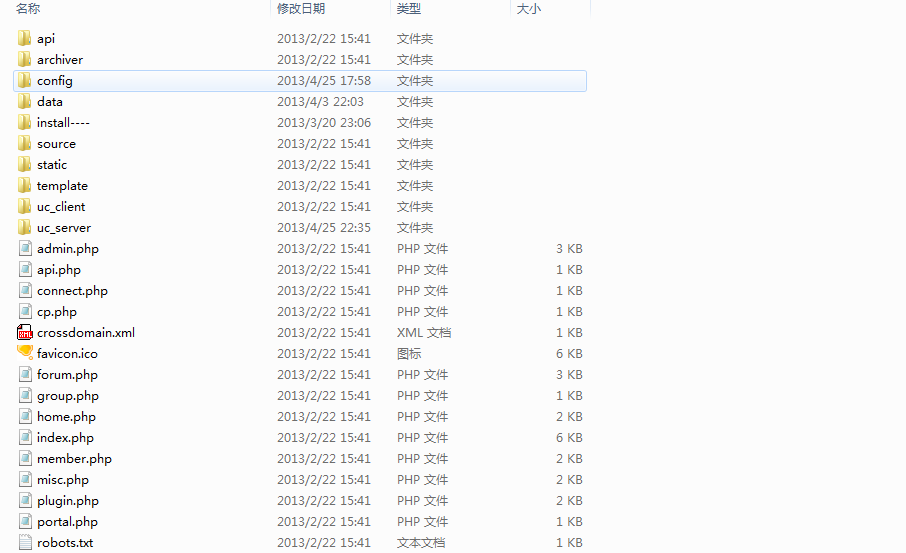 名称 修改日期 类型 大小
api 2013/2/22 15:41 文件夹
archiver 2013/2/22 15:41 文件夹
config 2013/4/25 17:58 文件夹
data 2013/4/3 22:03 文件夹
install---- 2013/3/20 23:06 文件夹
source 2013/2/22 15:41 文件夹
static 2013/2/22 15:41 文件夹
template 2013/2/22 15:41 文件夹
uc_client 2013/2/22 15:41 文件夹
uc_server 2013/4/25 22:35 文件夹
admin.php 2013/2/22 15:41 PHP 文件 3 KB
api.php 2013/2/22 15:41 PHP 文件 1 KB
connect.php 2013/2/22 15:41 PHP 文件 1 KB
cp.php 2013/2/22 15:41 PHP 文件 1 KB
crossdomain.xml 2013/2/22 15:41 XML 文档 1 KB
favicon.ico 2013/2/22 15:41 图标 6 KB
forum.php 2013/2/22 15:41 PHP 文件 3 KB
group.php 2013/2/22 15:41 PHP 文件 1 KB
home.php 2013/2/22 15:41 PHP 文件 2 KB
index.php 2013/2/22 15:41 PHP 文件 6 KB
member.php 2013/2/22 15:41 PHP 文件 2 KB
misc.php 2013/2/22 15:41 PHP 文件 2 KB
plugin.php 2013/2/22 15:41 PHP 文件 2 KB
portal.php 2013/2/22 15:41 PHP 文件 1 KB
robots.txt 2013/2/22 15:41 文本文档 1 KB